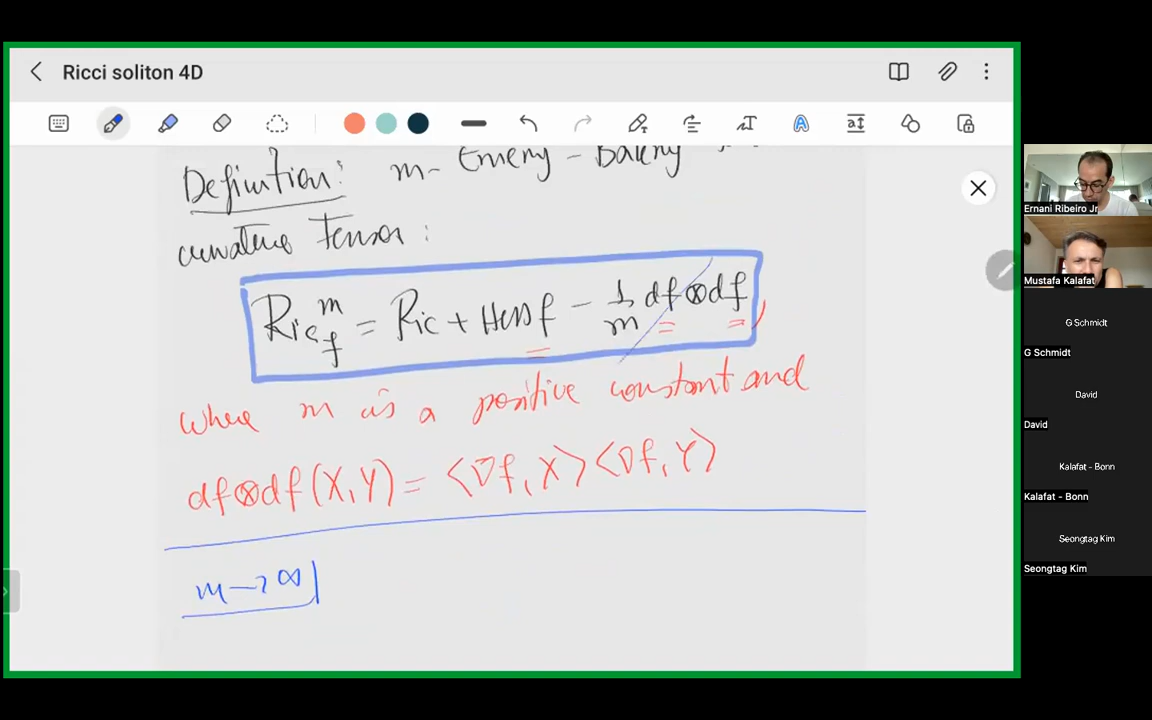 Ricci soliton 4D
Definition: m- Emery - Bakery
curvature Tensor :
Ric_f^m = Ric + Hess f - 1/m df⊗df,
where m is a positive constant and
df⊗df(X,Y) = ⟨∇f, X⟩⟨∇f, Y⟩
m→∞
Ernani Ribeiro Jr
Mustafa Kalafat
G Schmidt
G Schmidt
David
David
Kalafat - Bonn
Kalafat - Bonn
Seongtag Kim
Seongtag Kim